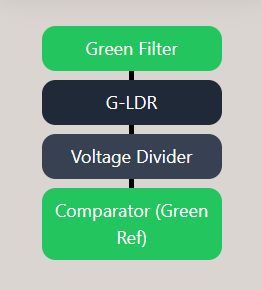 Green Filter
G-LDR
Voltage Divider
Comparator (Green
Ref)